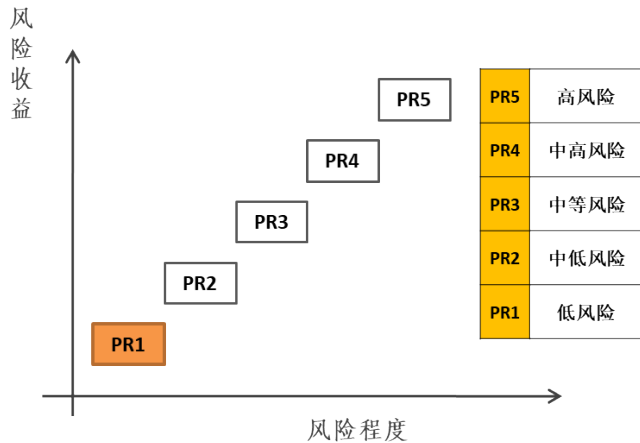 风险收益
PR5
PR4
PR3
PR2
PR1
风险程度
PR5 高风险
PR4 中高风险
PR3 中等风险
PR2 中低风险
PR1 低风险